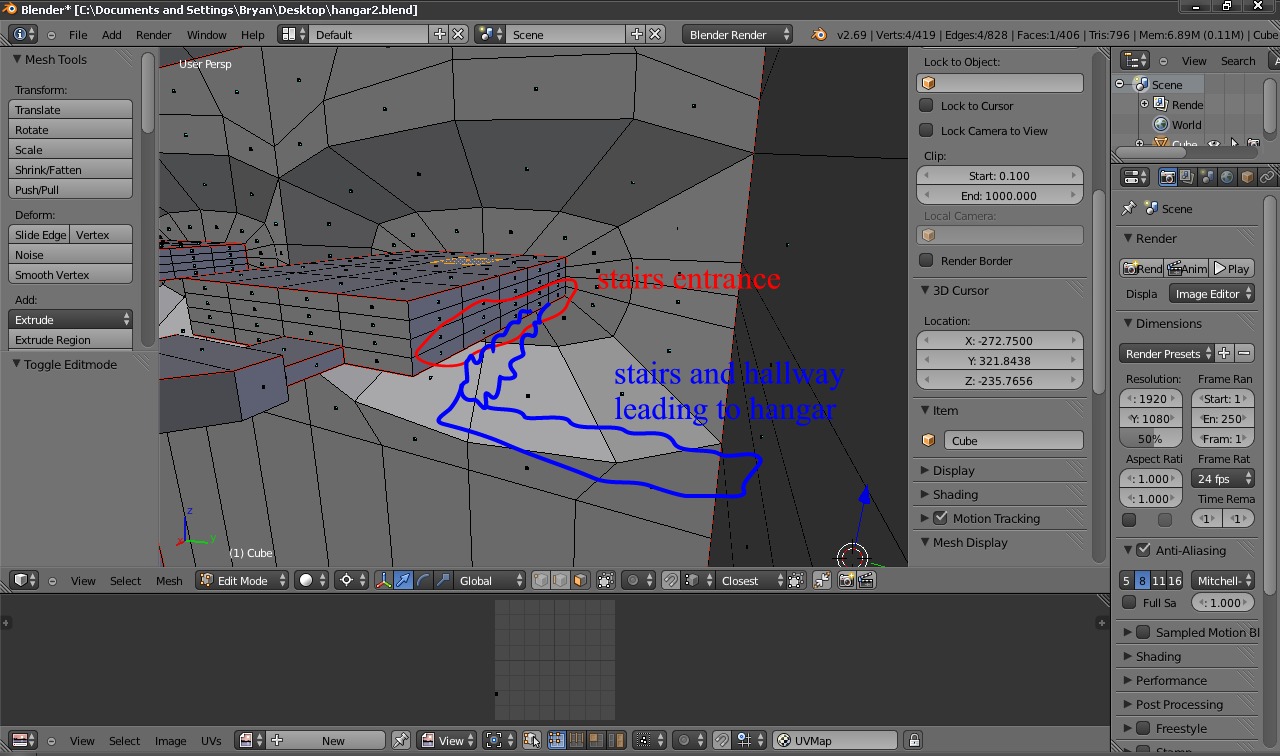 Blender* [C:\Documents and Settings\Bryan\Desktop\hangar2.blend]
File Add Render Window Help Default Scene Blender Render v2.69 | Verts:4/419 | Edges:4/828 | Faces:1/406 | Tris:796 | Mem:6.89M (0.11M) | Cube
Mesh Tools
Transform:
Translate
Rotate
Scale
Shrink/Fatten
Push/Pull
Deform:
Slide Edge Vertex
Noise
Smooth Vertex
Add:
Extrude
Extrude Region
Toggle Editmode
User Persp
stairs entrance
stairs and hallway
leading to hangar
z
x y
(1) Cube
Lock to Object:
Lock to Cursor
Lock Camera to View
Clip:
Start: 0.100
End: 1000.000
Local Camera:
Render Border
3D Cursor
Location:
X: -272.7500
Y: 321.8438
Z: -235.7656
Item
Cube
Display
Shading
Motion Tracking
Mesh Display
View Search
Scene
Rende
World
Cube
Scene
Render
Rend Anim Play
Displa Image Editor
Dimensions
Render Presets
Resolution: Frame Ran
: 1920 Start: 1
Y: 1080 En: 250
50% Fram: 1
Aspect Rati Frame Rat
: 1.000 24 fps
: 1.000 Time Rema
1 1
Anti-Aliasing
5 8 11 16 Mitchell-
Full Sa : 1.000
Sampled Motion Bl
Shading
Performance
Post Processing
Freestyle
Stamp
View Select Mesh Edit Mode Global Closest
View Select Image UVs New View UVMap